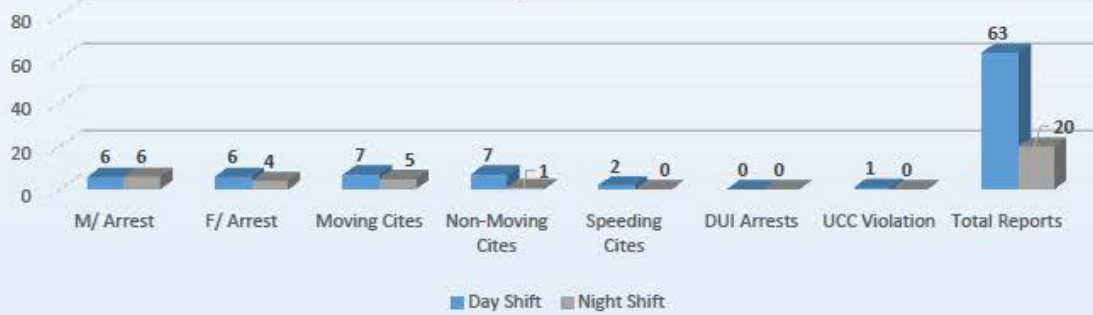 80
60
40
20
0
6 6 6 4 7 5 7 1 2 0 0 0 1 0 63 20
M/ Arrest F/ Arrest Moving Cites Non-Moving Cites Speeding Cites DUI Arrests UCC Violation Total Reports
Day Shift Night Shift